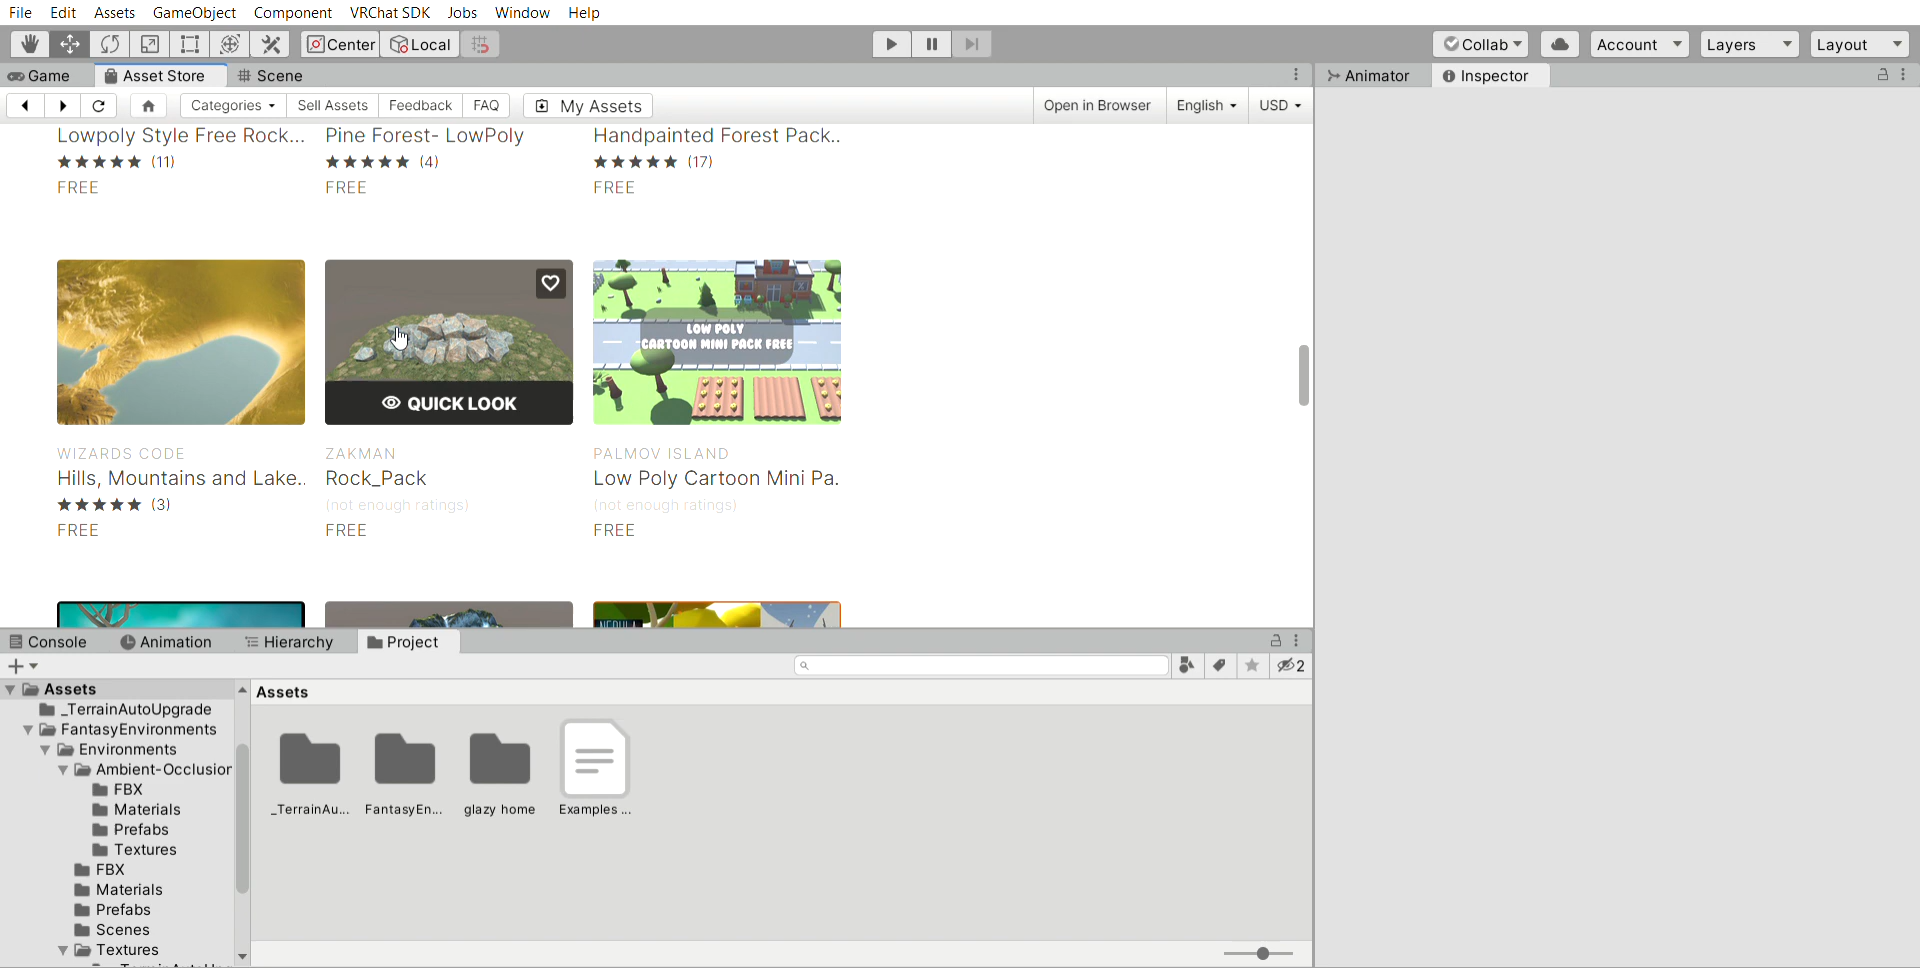 File Edit Assets GameObject Component VRChat SDK Jobs Window Help
Center Local Collab Account Layers Layout
Game Asset Store Scene Animator Inspector
Categories Sell Assets Feedback FAQ My Assets Open in Browser English USD
Lowpoly Style Free Rock... Pine Forest- LowPoly Handpainted Forest Pack..
(11) (4) (17)
FREE FREE FREE
LOW POLY
CARTOON MINI PACK FREE
QUICK LOOK
WIZARDS CODE ZAKMAN PALMOV ISLAND
Hills, Mountains and Lake.. Rock_Pack Low Poly Cartoon Mini Pa.
(3) (not enough ratings) (not enough ratings)
FREE FREE FREE
NEBULA
Console Animation Hierarchy Project
2
Assets
_TerrainAutoUpgrade
FantasyEnvironments
Environments
Ambient-Occlusion
FBX
Materials
Prefabs
Textures
FBX
Materials
Prefabs
Scenes
Textures
Assets
_TerrainAu... FantasyEn... glazy home Examples ...